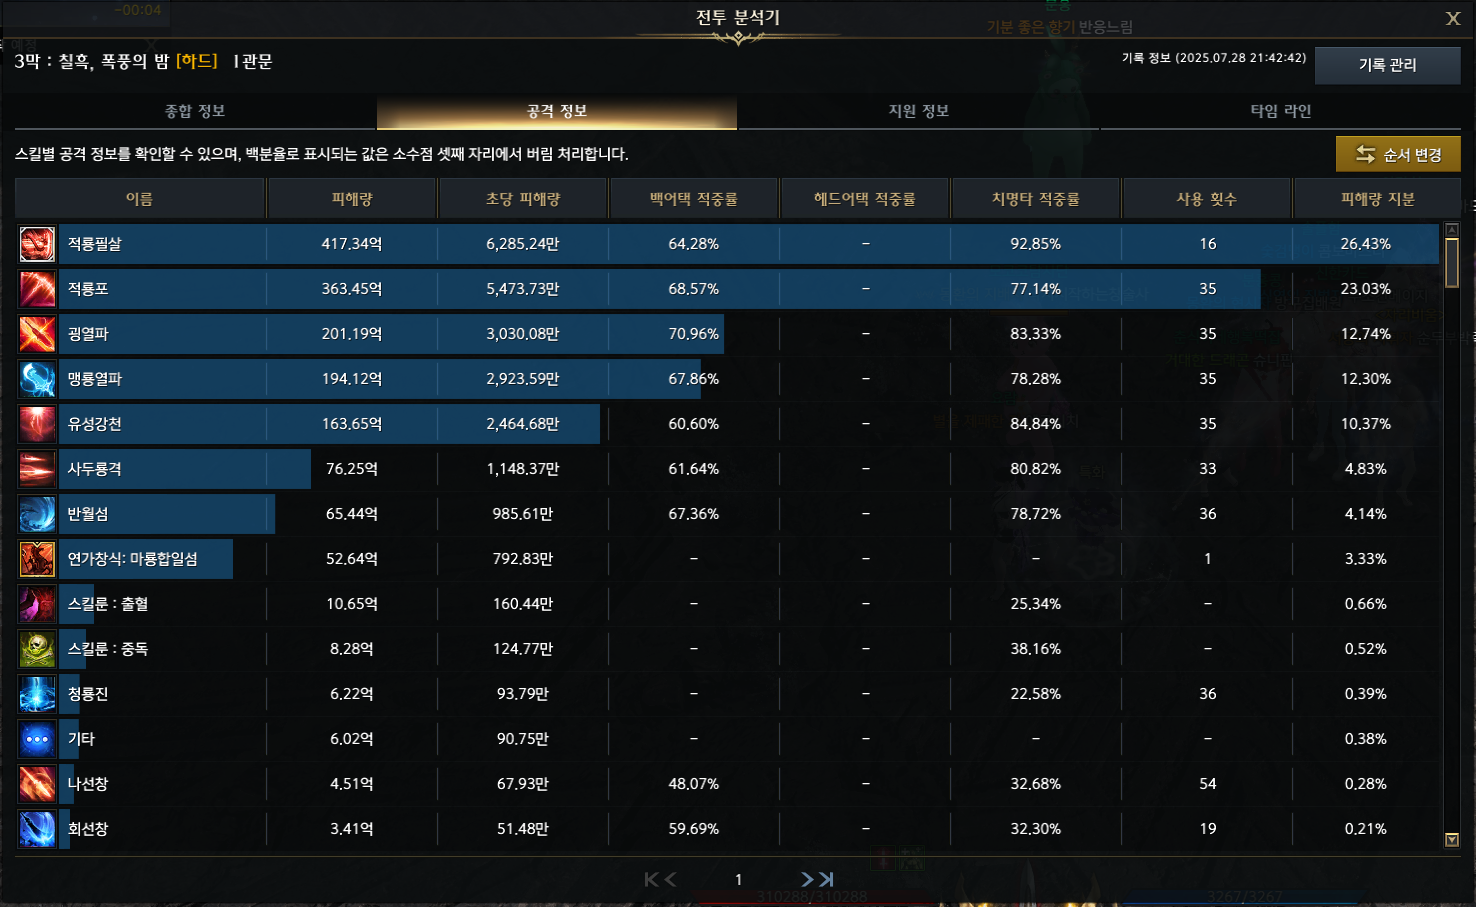 -00:04
전투 분석기
X
기분 좋은 향기 반응느림
3막 : 칠흑, 폭풍의 밤 [하드] 1관문
기록 정보 (2025.07.28 21:42:42)
기록 관리
종합 정보 공격 정보 지원 정보 타임 라인
스킬별 공격 정보를 확인할 수 있으며, 백분율로 표시되는 값은 소수점 셋째 자리에서 버림 처리합니다.
순서 변경
이름 피해량 초당 피해량 백어택 적중률 헤드어택 적중률 치명타 적중률 사용 횟수 피해량 지분
적룡필살 417.34억 6,285.24만 64.28% - 92.85% 16 26.43%
적룡포 363.45억 5,473.73만 68.57% - 77.14% 35 23.03%
굉열파 201.19억 3,030.08만 70.96% - 83.33% 35 12.74%
맹룡열파 194.12억 2,923.59만 67.86% - 78.28% 35 12.30%
유성강천 163.65억 2,464.68만 60.60% - 84.84% 35 10.37%
사두룡격 76.25억 1,148.37만 61.64% - 80.82% 33 4.83%
반월섬 65.44억 985.61만 67.36% - 78.72% 36 4.14%
연가창식: 마룡합일섬 52.64억 792.83만 - - - 1 3.33%
스킬룬 : 출혈 10.65억 160.44만 - - 25.34% - 0.66%
스킬룬 : 중독 8.28억 124.77만 - - 38.16% - 0.52%
청룡진 6.22억 93.79만 - - 22.58% 36 0.39%
기타 6.02억 90.75만 - - - - 0.38%
나선창 4.51억 67.93만 48.07% - 32.68% 54 0.28%
회선창 3.41억 51.48만 59.69% - 32.30% 19 0.21%
1
310288/310288
3267/3267